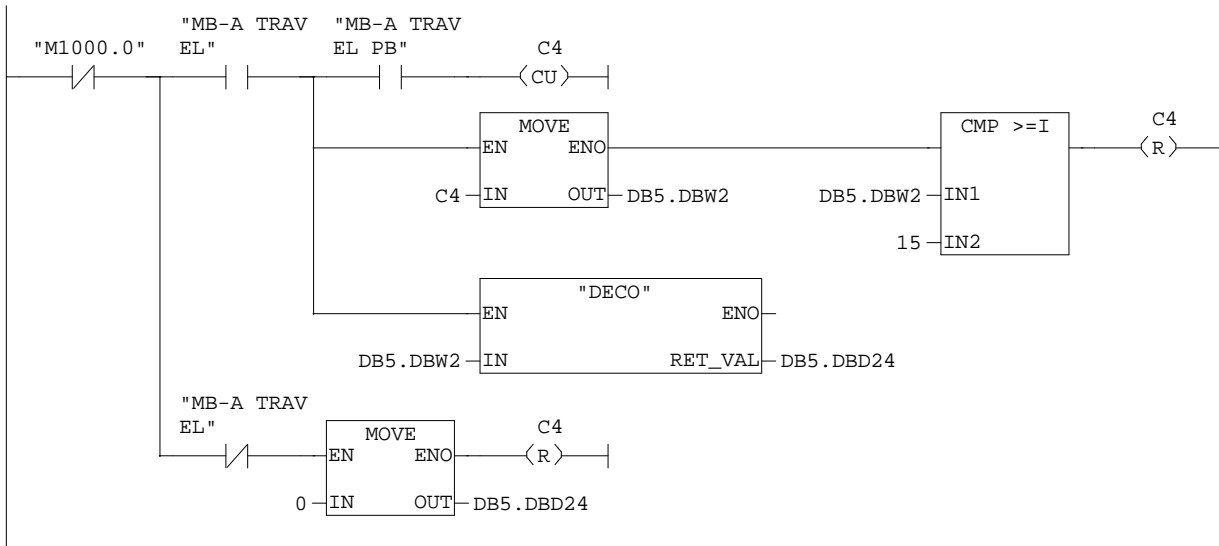 "MB-A TRAV "MB-A TRAV
"M1000.0" EL" EL PB" C4
CU
MOVE CMP >=I C4
EN ENO R
C4 IN OUT DB5.DBW2 DB5.DBW2 IN1
15 IN2
"DECO"
EN ENO
DB5.DBW2 IN RET_VAL DB5.DBD24
"MB-A TRAV
EL" C4
MOVE
EN ENO R
0 IN OUT DB5.DBD24